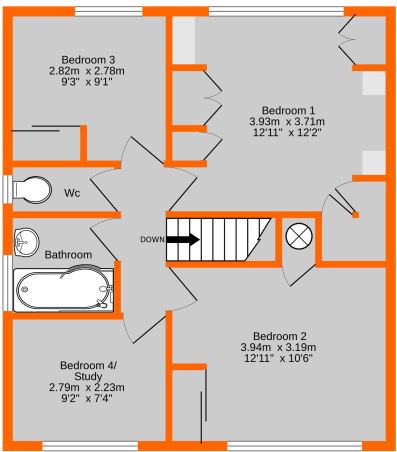 Bedroom 3
2.82m x 2.78m
9'3" x 9'1"
Bedroom 1
3.93m x 3.71m
12'11" x 12'2"
Wc
DOWN
Bathroom
Bedroom 2
3.94m x 3.19m
12'11" x 10'6"
Bedroom 4/
Study
2.79m x 2.23m
9'2" x 7'4"